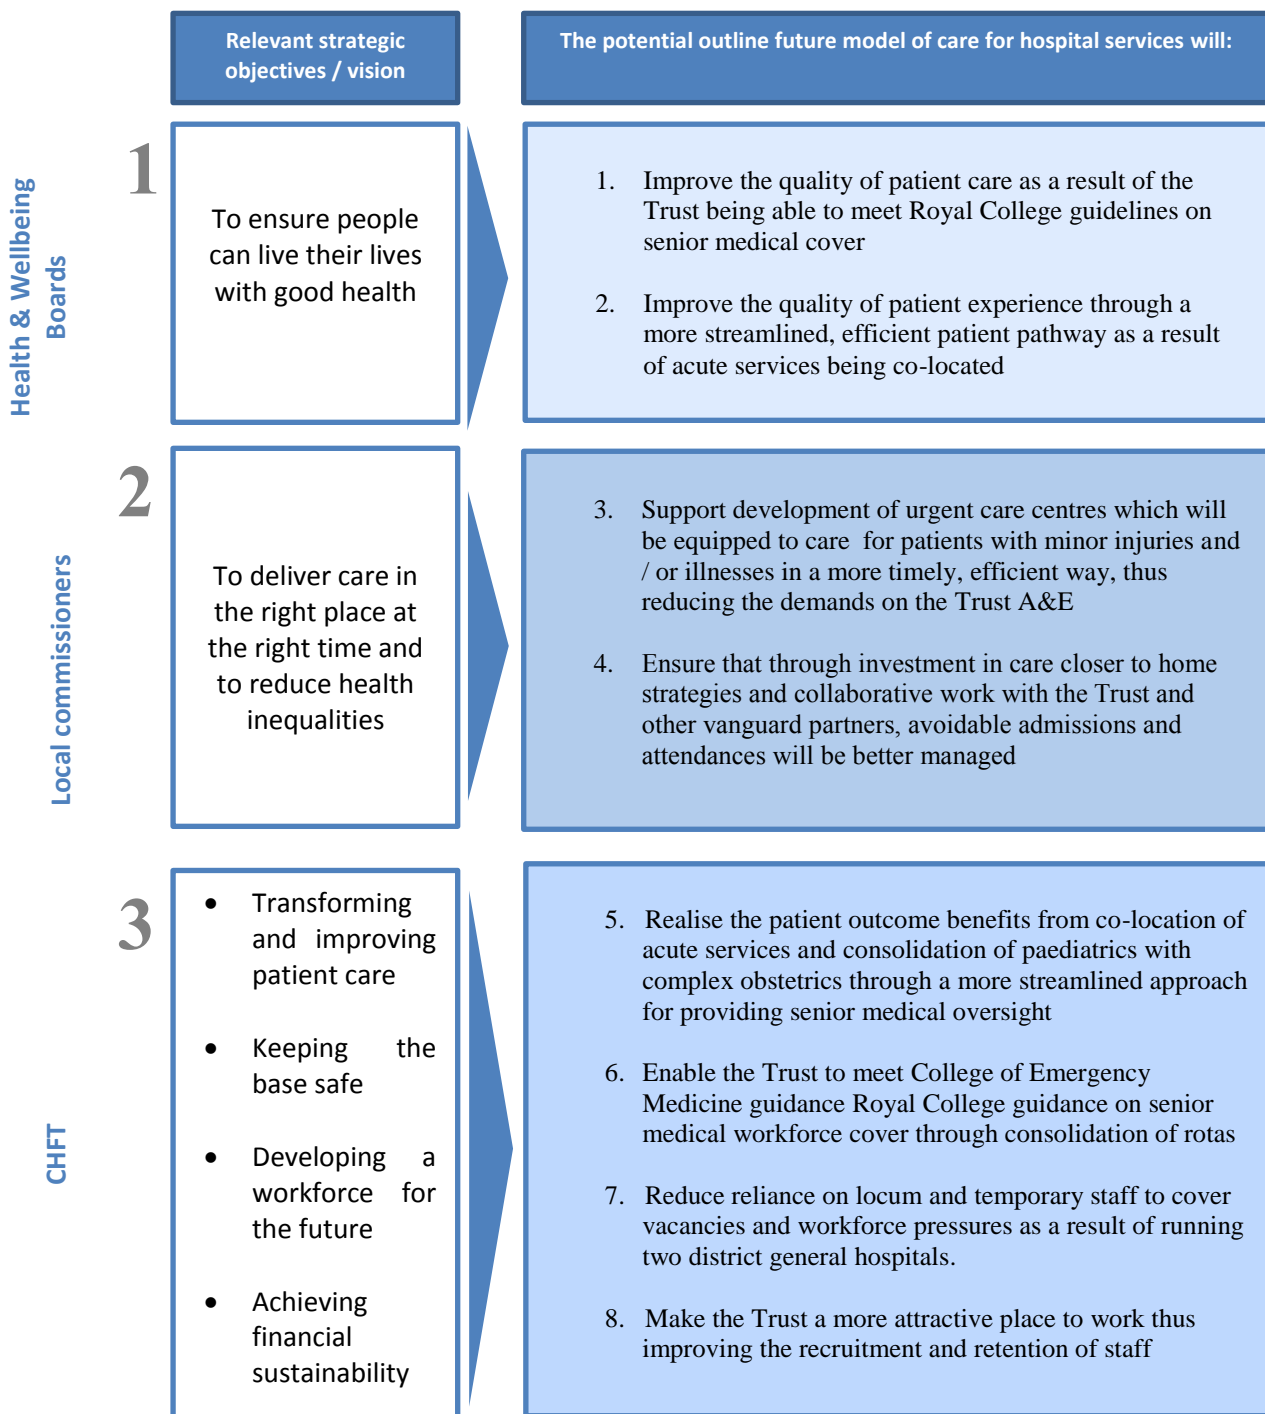 Relevant strategic
objectives / vision
The potential outline future model of care for hospital services will:
Health & Wellbeing
Boards
1
To ensure people
can live their lives
with good health
1. Improve the quality of patient care as a result of the
Trust being able to meet Royal College guidelines on
senior medical cover
2. Improve the quality of patient experience through a
more streamlined, efficient patient pathway as a result
of acute services being co-located
Local commissioners
2
To deliver care in
the right place at
the right time and
to reduce health
inequalities
3. Support development of urgent care centres which will
be equipped to care for patients with minor injuries and
/ or illnesses in a more timely, efficient way, thus
reducing the demands on the Trust A&E
4. Ensure that through investment in care closer to home
strategies and collaborative work with the Trust and
other vanguard partners, avoidable admissions and
attendances will be better managed
CHFT
3
• Transforming
and improving
patient care
• Keeping the
base safe
• Developing a
workforce for
the future
• Achieving
financial
sustainability
5. Realise the patient outcome benefits from co-location of
acute services and consolidation of paediatrics with
complex obstetrics through a more streamlined approach
for providing senior medical oversight
6. Enable the Trust to meet College of Emergency
Medicine guidance Royal College guidance on senior
medical workforce cover through consolidation of rotas
7. Reduce reliance on locum and temporary staff to cover
vacancies and workforce pressures as a result of running
two district general hospitals.
8. Make the Trust a more attractive place to work thus
improving the recruitment and retention of staff